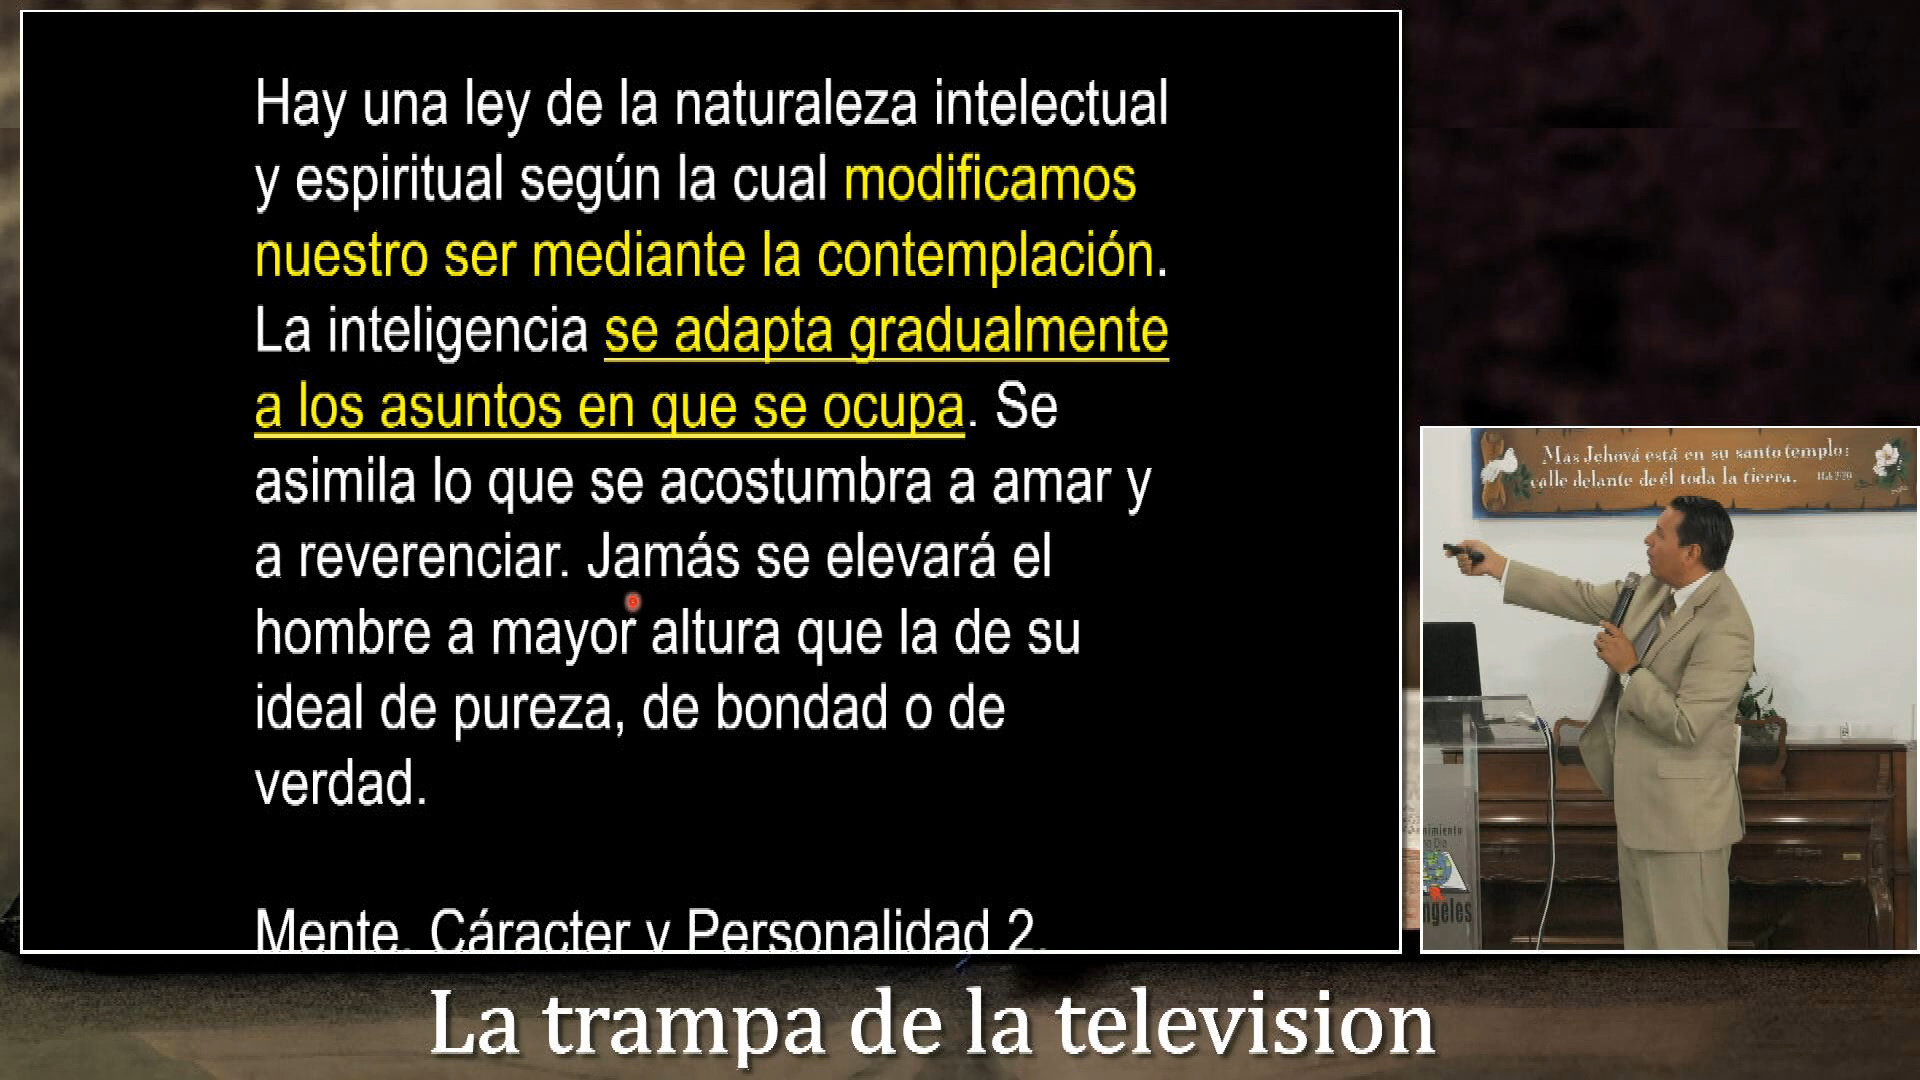 Hay una ley de la naturaleza intelectual
y espiritual según la cual modificamos
nuestro ser mediante la contemplación.
La inteligencia se adapta gradualmente
a los asuntos en que se ocupa. Se
asimila lo que se acostumbra a amar y
a reverenciar. Jamás se elevará el
hombre a mayor altura que la de su
ideal de pureza, de bondad o de
verdad.
Mente, Cáracter y Personalidad 2,
Mas Jehová está en su santo templo:
calle delante de él toda la tierra. Hab 2:20
La trampa de la television